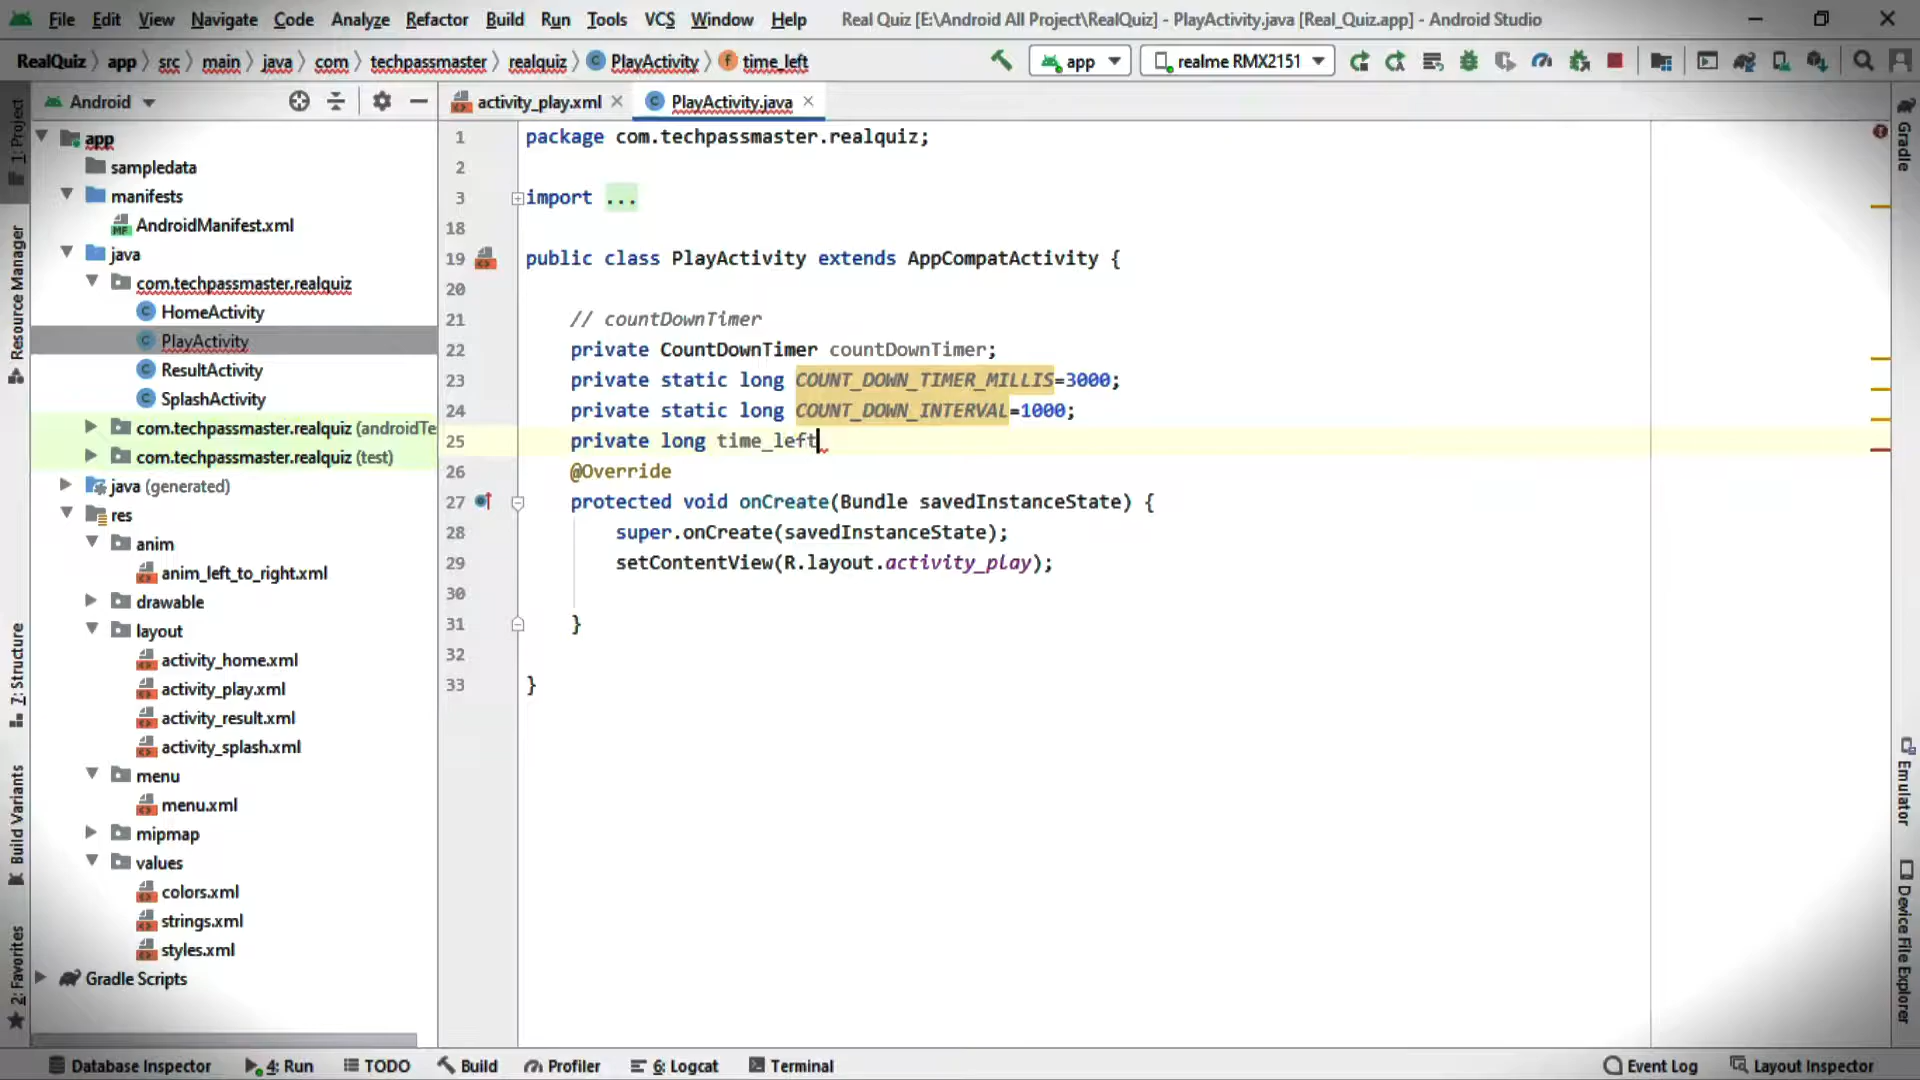 File Edit View Navigate Code Analyze Refactor Build Run Tools VCS Window Help Real Quiz [E:\Android All Project\RealQuiz] - PlayActivity.java [Real_Quiz.app] - Android Studio
RealQuiz app src main java com techpassmaster realquiz PlayActivity time_left app realme RMX2151
Android
activity_play.xml PlayActivity.java
app
sampledata
manifests
AndroidManifest.xml
java
com.techpassmaster.realquiz
HomeActivity
PlayActivity
ResultActivity
SplashActivity
com.techpassmaster.realquiz (androidTe
com.techpassmaster.realquiz (test)
java (generated)
res
anim
anim_left_to_right.xml
drawable
layout
activity_home.xml
activity_play.xml
activity_result.xml
activity_splash.xml
menu
menu.xml
mipmap
values
colors.xml
strings.xml
styles.xml
Gradle Scripts
1 package com.techpassmaster.realquiz;
2
3 import ...
18
19 public class PlayActivity extends AppCompatActivity {
20
21 // countDownTimer
22 private CountDownTimer countDownTimer;
23 private static long COUNT_DOWN_TIMER_MILLIS=3000;
24 private static long COUNT_DOWN_INTERVAL=1000;
25 private long time_left
26 @Override
27 protected void onCreate(Bundle savedInstanceState) {
28 super.onCreate(savedInstanceState);
29 setContentView(R.layout.activity_play);
30
31 }
32
33 }
1: Project
Resource Manager
7: Structure
Build Variants
2: Favorites
Gradle
Emulator
Device File Explorer
Database Inspector 4: Run TODO Build Profiler 6: Logcat Terminal Event Log Layout Inspector